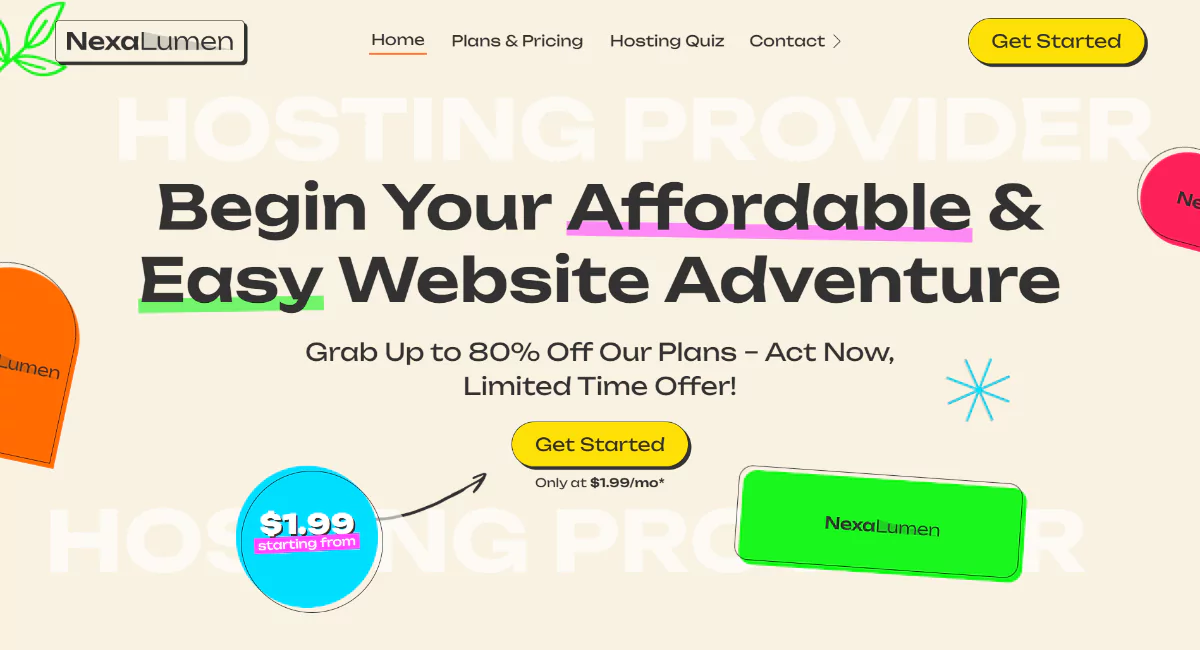 NexaLumen
Home
Plans & Pricing
Hosting Quiz
Contact
Get Started
HOSTING PROVIDER
Begin Your Affordable &
Easy Website Adventure
Ne
Lumen
Grab Up to 80% Off Our Plans – Act Now,
Limited Time Offer!
Get Started
Only at $1.99/mo*
$1.99
starting from
NexaLumen
HOSTING PROVIDER